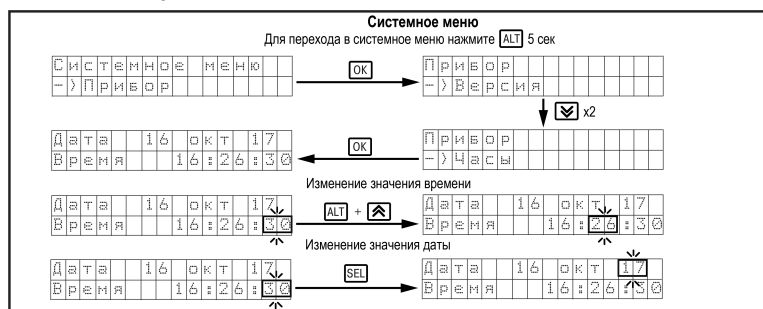 Системное меню
Для перехода в системное меню нажмите ALT 5 сек
Системное меню
->Прибор
OK
Прибор
->Версия
x2
Дата 16 окт 17
Время 16:26:30
OK
Прибор
->Часы
Изменение значения времени
Дата 16 окт 17
Время 16:26:30
ALT +
Дата 16 окт 17
Время 16:26:30
Изменение значения даты
Дата 16 окт 17
Время 16:26:30
SEL
Дата 16 окт 17
Время 16:26:30